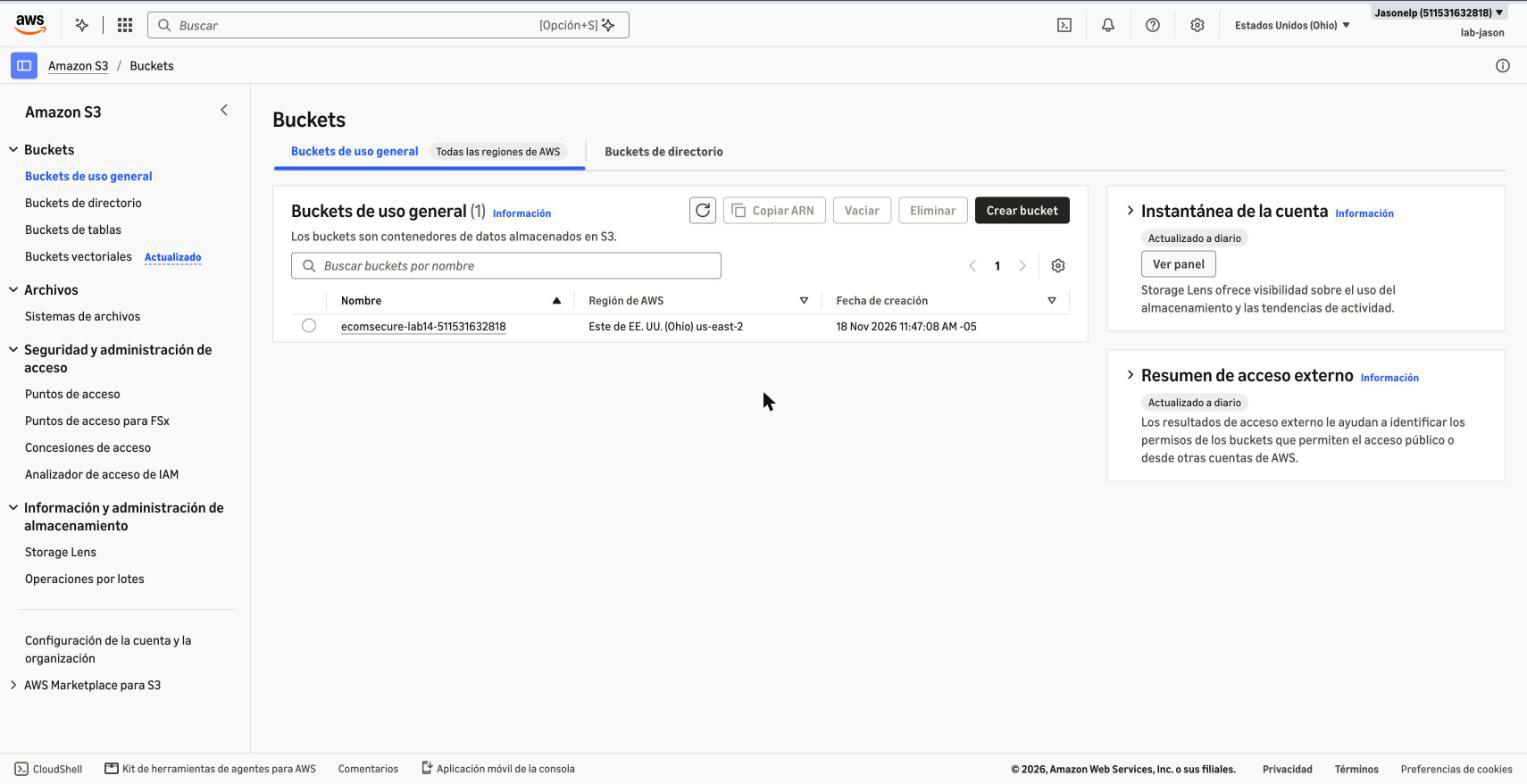 aws
Buscar [Opción+S]
Estados Unidos (Ohio) ▼
Jasonelp (511531632818) ▼
lab-jason
Amazon S3 / Buckets
Amazon S3
Buckets
Buckets de uso general
Buckets de directorio
Buckets de tablas
Buckets vectoriales Actualizado
Archivos
Sistemas de archivos
Seguridad y administración de
acceso
Puntos de acceso
Puntos de acceso para FSx
Concesiones de acceso
Analizador de acceso de IAM
Información y administración de
almacenamiento
Storage Lens
Operaciones por lotes
Configuración de la cuenta y la
organización
AWS Marketplace para S3
Buckets
Buckets de uso general Todas las regiones de AWS Buckets de directorio
Buckets de uso general (1) Información
Copiar ARN Vaciar Eliminar Crear bucket
Los buckets son contenedores de datos almacenados en S3.
Buscar buckets por nombre
1
Nombre Región de AWS Fecha de creación
ecomsecure-lab14-511531632818 Este de EE. UU. (Ohio) us-east-2 18 Nov 2026 11:47:08 AM -05
Instantánea de la cuenta Información
Actualizado a diario
Ver panel
Storage Lens ofrece visibilidad sobre el uso del
almacenamiento y las tendencias de actividad.
Resumen de acceso externo Información
Actualizado a diario
Los resultados de acceso externo le ayudan a identificar los
permisos de los buckets que permiten el acceso público o
desde otras cuentas de AWS.
CloudShell Kit de herramientas de agentes para AWS Comentarios Aplicación móvil de la consola © 2026, Amazon Web Services, Inc. o sus filiales. Privacidad Términos Preferencias de cookies